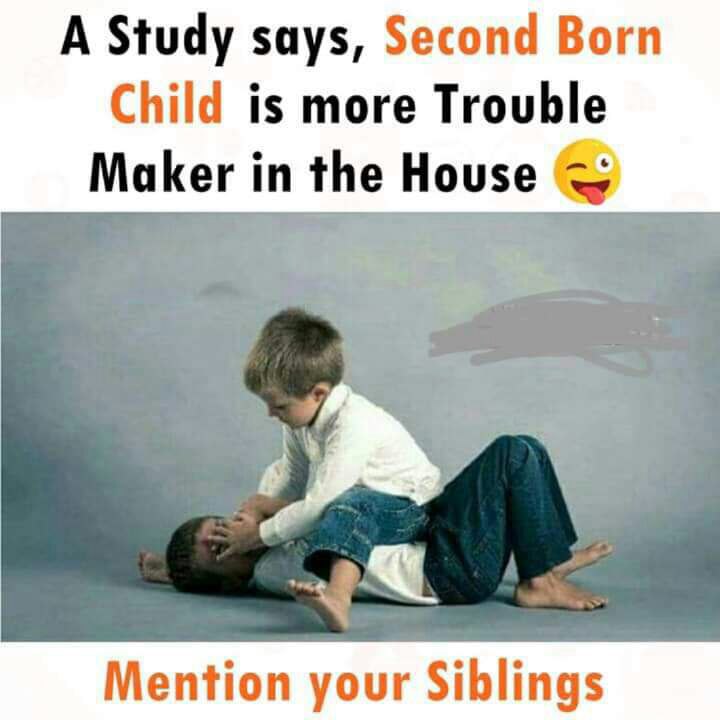 A Study says, Second Born
Child is more Trouble
Maker in the House 😜
Mention your Siblings